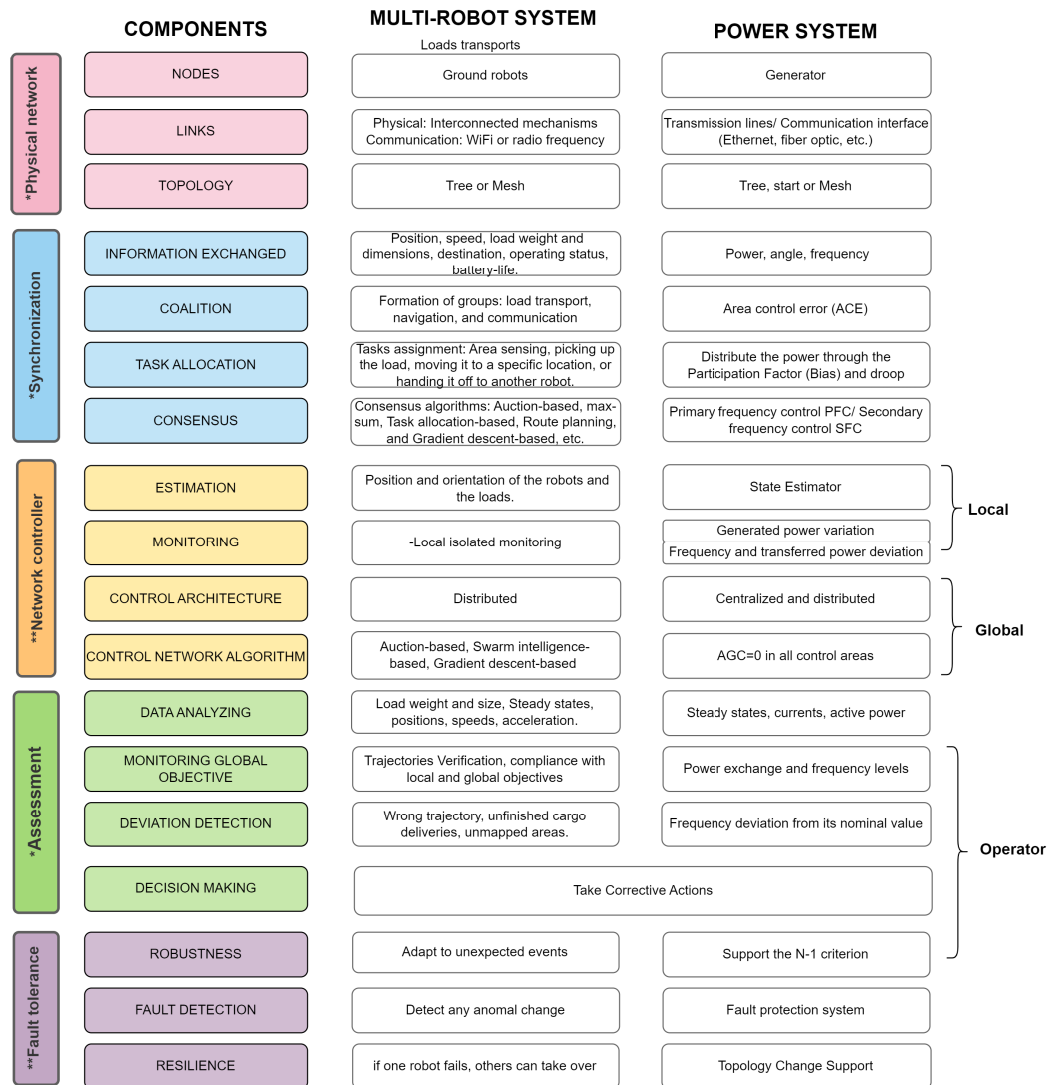 COMPONENTS
MULTI-ROBOT SYSTEM
POWER SYSTEM
Loads transports
*Physical network
NODES
Ground robots
Generator
LINKS
Physical: Interconnected mechanisms
Communication: WiFi or radio frequency
Transmission lines/ Communication interface
(Ethernet, fiber optic, etc.)
TOPOLOGY
Tree or Mesh
Tree, start or Mesh
*Synchronization
INFORMATION EXCHANGED
Position, speed, load weight and
dimensions, destination, operating status,
battery-life.
Power, angle, frequency
COALITION
Formation of groups: load transport,
navigation, and communication
Area control error (ACE)
TASK ALLOCATION
Tasks assignment: Area sensing, picking up
the load, moving it to a specific location, or
handing it off to another robot.
Distribute the power through the
Participation Factor (Bias) and droop
CONSENSUS
Consensus algorithms: Auction-based, max-
sum, Task allocation-based, Route planning,
and Gradient descent-based, etc.
Primary frequency control PFC/ Secondary
frequency control SFC
**Network controller
ESTIMATION
Position and orientation of the robots and
the loads.
State Estimator
MONITORING
-Local isolated monitoring
Generated power variation
Frequency and transferred power deviation
Local
CONTROL ARCHITECTURE
Distributed
Centralized and distributed
CONTROL NETWORK ALGORITHM
Auction-based, Swarm intelligence-
based, Gradient descent-based
AGC=0 in all control areas
Global
*Assessment
DATA ANALYZING
Load weight and size, Steady states,
positions, speeds, acceleration.
Steady states, currents, active power
MONITORING GLOBAL
OBJECTIVE
Trajectories Verification, compliance with
local and global objectives
Power exchange and frequency levels
DEVIATION DETECTION
Wrong trajectory, unfinished cargo
deliveries, unmapped areas.
Frequency deviation from its nominal value
Operator
DECISION MAKING
Take Corrective Actions
**Fault tolerance
ROBUSTNESS
Adapt to unexpected events
Support the N-1 criterion
FAULT DETECTION
Detect any anomal change
Fault protection system
RESILIENCE
if one robot fails, others can take over
Topology Change Support